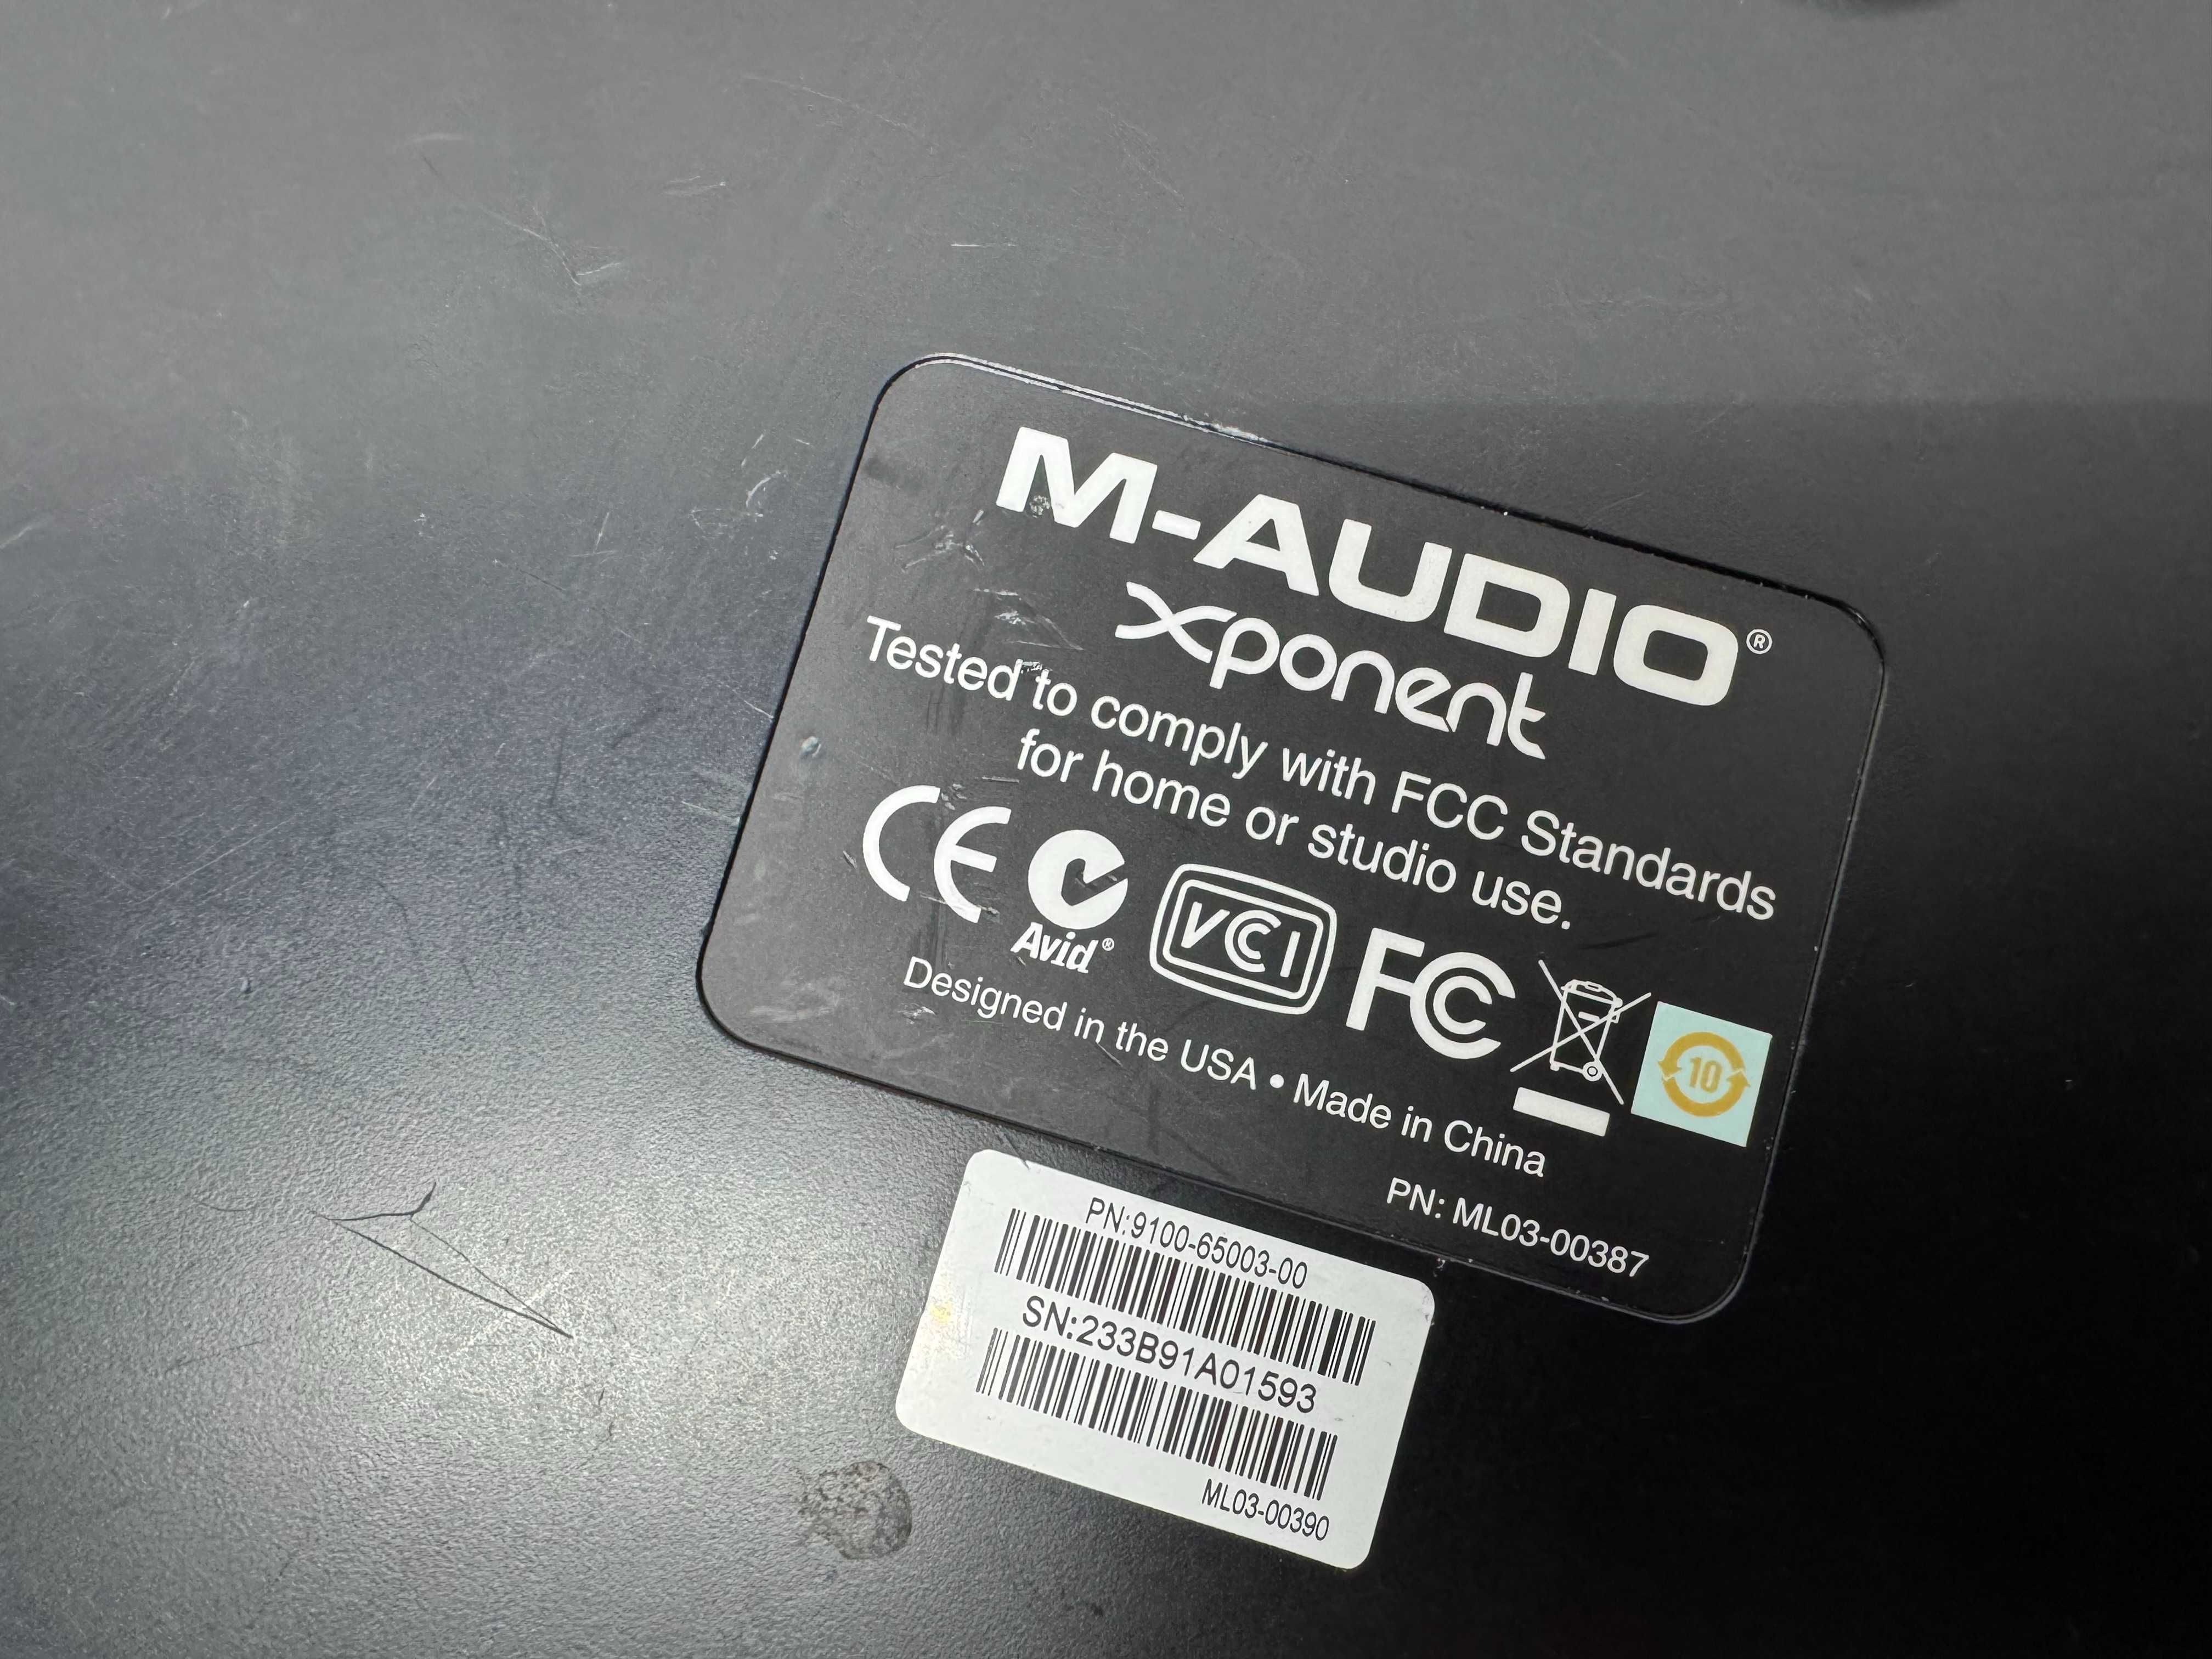 M-AUDIO®
xponent
Tested to comply with FCC Standards
for home or studio use.
CE Avid® VCI FC 10
Designed in the USA • Made in China
PN: ML03-00387
PN:9100-65003-00
SN:233B91A01593
ML03-00390